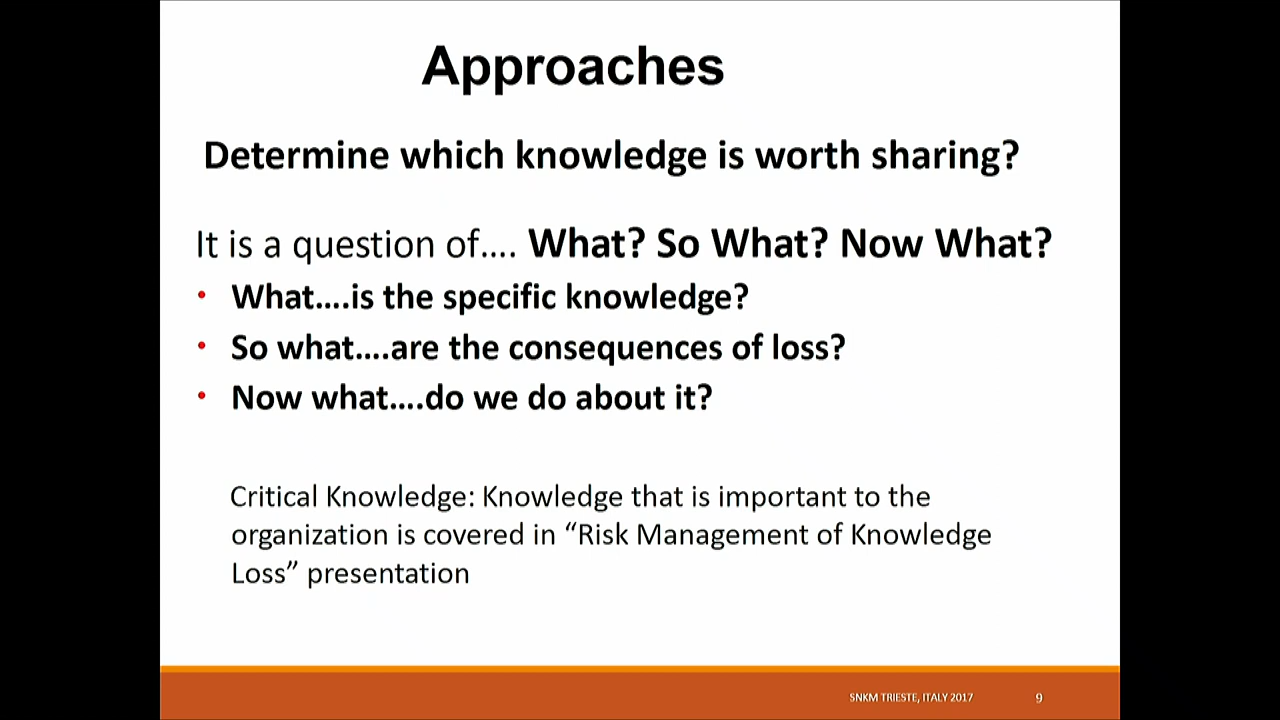 Approaches
Determine which knowledge is worth sharing?
It is a question of…. What? So What? Now What?
• What….is the specific knowledge?
• So what….are the consequences of loss?
• Now what….do we do about it?
Critical Knowledge: Knowledge that is important to the
organization is covered in “Risk Management of Knowledge
Loss” presentation
SNKM TRIESTE, ITALY 2017
9